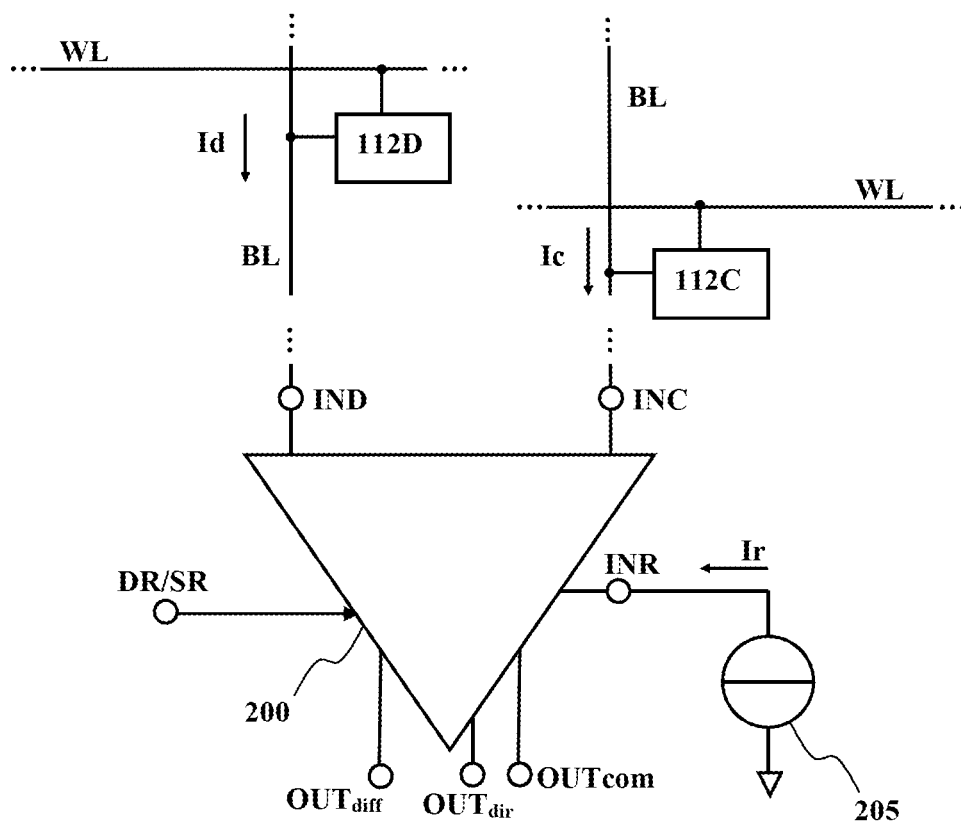 WL
BL
Id
112D
WL
BL
Ic
112C
IND
INC
INR
Ir
DR/SR
200
OUTdiff
OUTdir
OUTcom
205